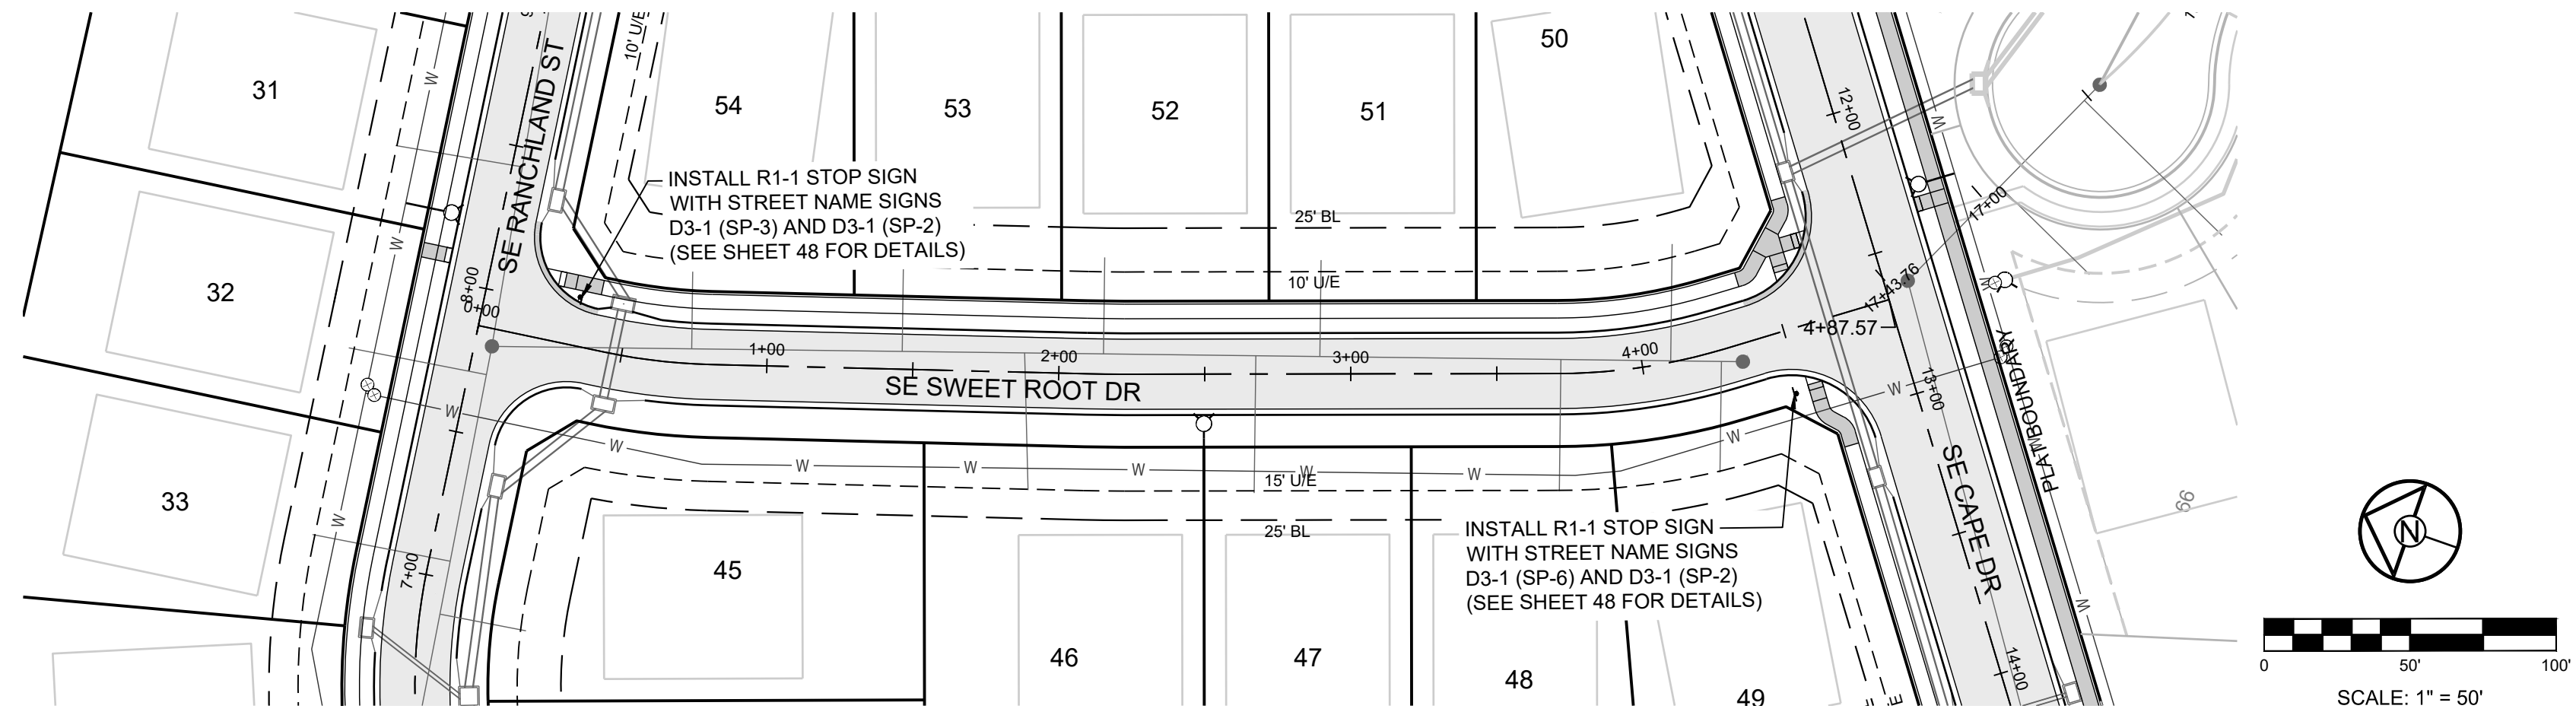 31
32
33
SE RANCHLAND ST
8+00
0+00
7+00
10' U/E
54
53
52
51
50
INSTALL R1-1 STOP SIGN
WITH STREET NAME SIGNS
D3-1 (SP-3) AND D3-1 (SP-2)
(SEE SHEET 48 FOR DETAILS)
25' BL
10' U/E
1+00
2+00
3+00
4+00
4+87.57
SE SWEET ROOT DR
W
W
W
W
W
W
W
W
W
W
W
W
15' U/E
25' BL
45
46
47
48
49
INSTALL R1-1 STOP SIGN
WITH STREET NAME SIGNS
D3-1 (SP-6) AND D3-1 (SP-2)
(SEE SHEET 48 FOR DETAILS)
12+00
17+00
17+43.76
13+00
SE CAPE DR
14+00
PLAT BOUNDARY
W
W
W
66
N
0
50'
100'
SCALE: 1" = 50'